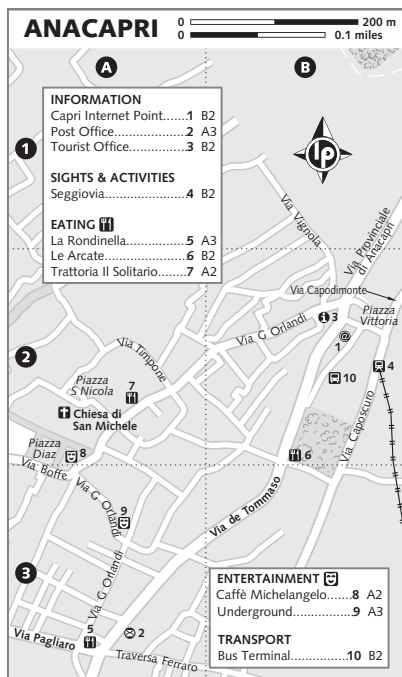 ANACAPRI
0 200 m
0 0.1 miles
A B
INFORMATION
Capri Internet Point.......1 B2
Post Office.................2 A3
Tourist Office..............3 B2
SIGHTS & ACTIVITIES
Seggiovia....................4 B2
EATING
La Rondinella..............5 A3
Le Arcate....................6 B2
Trattoria Il Solitario......7 A2
1
lp
Via Vignola
Via Provinciale
di Anacapri
Via Capodimonte
Piazza
Vittoria
Via G Orlandi
3
@
1
4
10
2
Via Timpone
Piazza
S Nicola
7
Chiesa di
San Michele
Via Caposcuro
Piazza
Diaz
8
Via Boffe
Via G Orlandi
6
9
Via de Tommaso
3
Via G Orlandi
ENTERTAINMENT
Caffè Michelangelo.......8 A2
Underground..............9 A3
TRANSPORT
Bus Terminal..............10 B2
5
2
Via Pagliaro
Traversa Ferraro